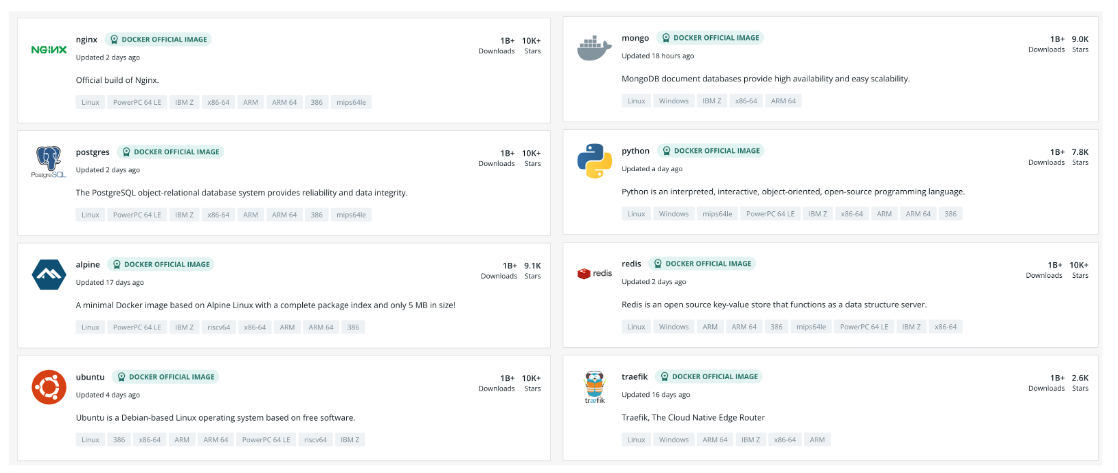 NGINX
nginx DOCKER OFFICIAL IMAGE 1B+ 10K+
Updated 2 days ago Downloads Stars
Official build of Nginx.
Linux PowerPC 64 LE IBM Z x86-64 ARM ARM 64 386 mips64le
PostgreSQL
postgres DOCKER OFFICIAL IMAGE 1B+ 10K+
Updated 2 days ago Downloads Stars
The PostgreSQL object-relational database system provides reliability and data integrity.
Linux PowerPC 64 LE IBM Z x86-64 ARM ARM 64 386 mips64le
alpine DOCKER OFFICIAL IMAGE 1B+ 9.1K
Updated 17 days ago Downloads Stars
A minimal Docker image based on Alpine Linux with a complete package index and only 5 MB in size!
Linux PowerPC 64 LE IBM Z riscv64 x86-64 ARM ARM 64 386
ubuntu DOCKER OFFICIAL IMAGE 1B+ 10K+
Updated 4 days ago Downloads Stars
Ubuntu is a Debian-based Linux operating system based on free software.
Linux 386 x86-64 ARM ARM 64 PowerPC 64 LE riscv64 IBM Z
mongo DOCKER OFFICIAL IMAGE 1B+ 9.0K
Updated 18 hours ago Downloads Stars
MongoDB document databases provide high availability and easy scalability.
Linux Windows IBM Z x86-64 ARM 64
python DOCKER OFFICIAL IMAGE 1B+ 7.8K
Updated a day ago Downloads Stars
Python is an interpreted, interactive, object-oriented, open-source programming language.
Linux Windows mips64le PowerPC 64 LE IBM Z x86-64 ARM ARM 64 386
redis
redis DOCKER OFFICIAL IMAGE 1B+ 10K+
Updated 2 days ago Downloads Stars
Redis is an open source key-value store that functions as a data structure server.
Linux Windows ARM ARM 64 386 mips64le PowerPC 64 LE IBM Z x86-64
træfik
traefik DOCKER OFFICIAL IMAGE 1B+ 2.6K
Updated 16 days ago Downloads Stars
Traefik, The Cloud Native Edge Router
Linux Windows ARM 64 IBM Z x86-64 ARM